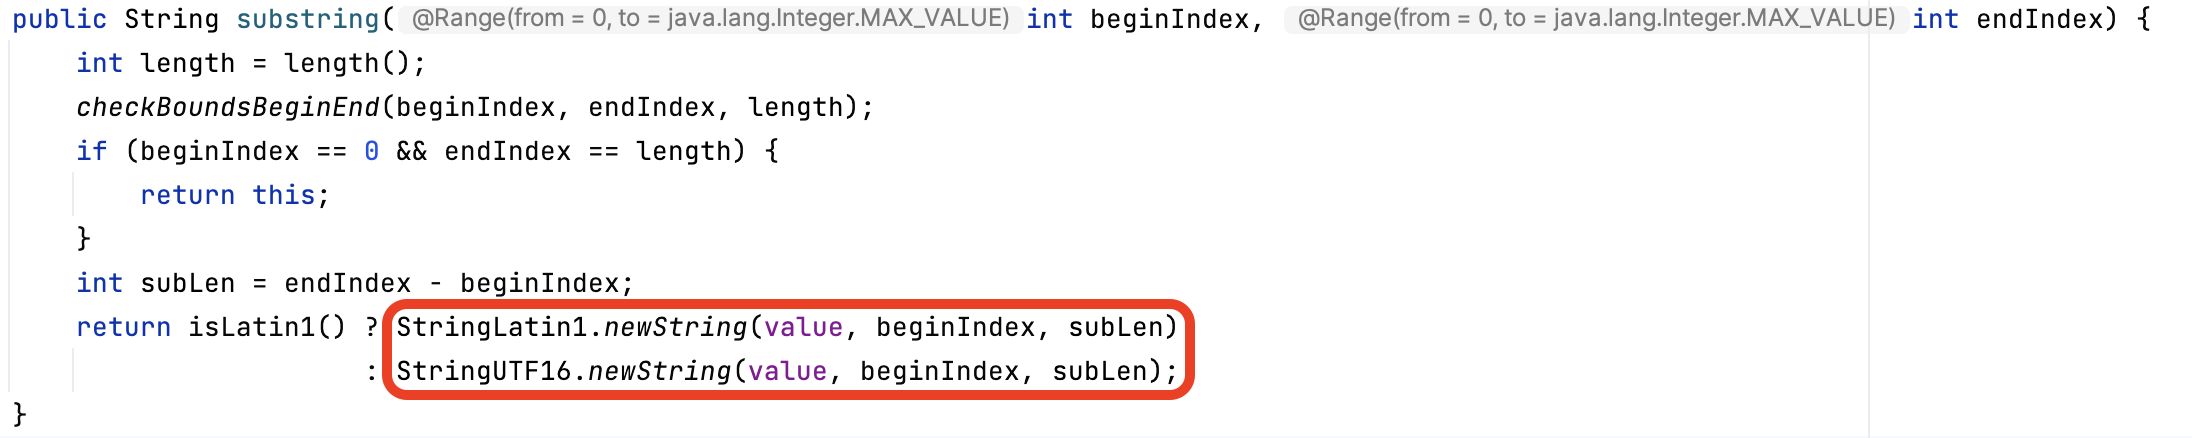 public String substring( @Range(from = 0, to = java.lang.Integer.MAX_VALUE) int beginIndex, @Range(from = 0, to = java.lang.Integer.MAX_VALUE) int endIndex) {
    int length = length();
    checkBoundsBeginEnd(beginIndex, endIndex, length);
    if (beginIndex == 0 && endIndex == length) {
        return this;
    }
    int subLen = endIndex - beginIndex;
    return isLatin1() ? StringLatin1.newString(value, beginIndex, subLen)
                      : StringUTF16.newString(value, beginIndex, subLen);
}